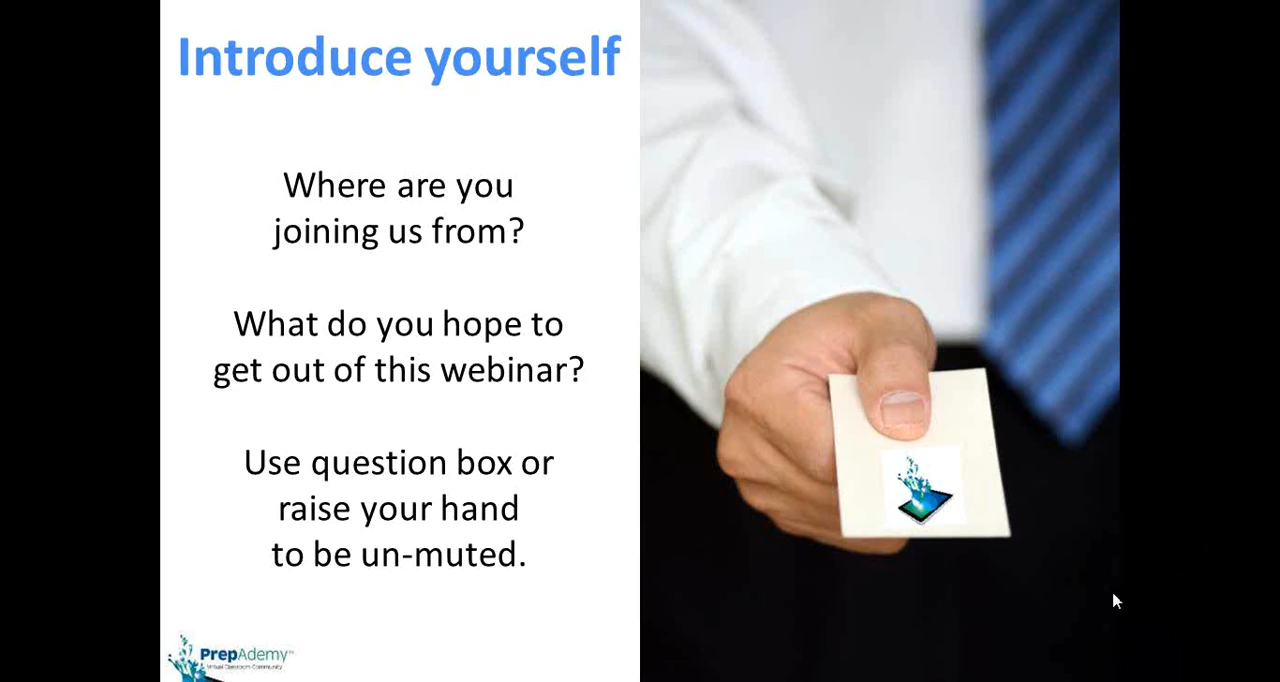 Introduce yourself
Where are you
joining us from?
What do you hope to
get out of this webinar?
Use question box or
raise your hand
to be un-muted.
PrepAdemy™
Virtual Classroom Community